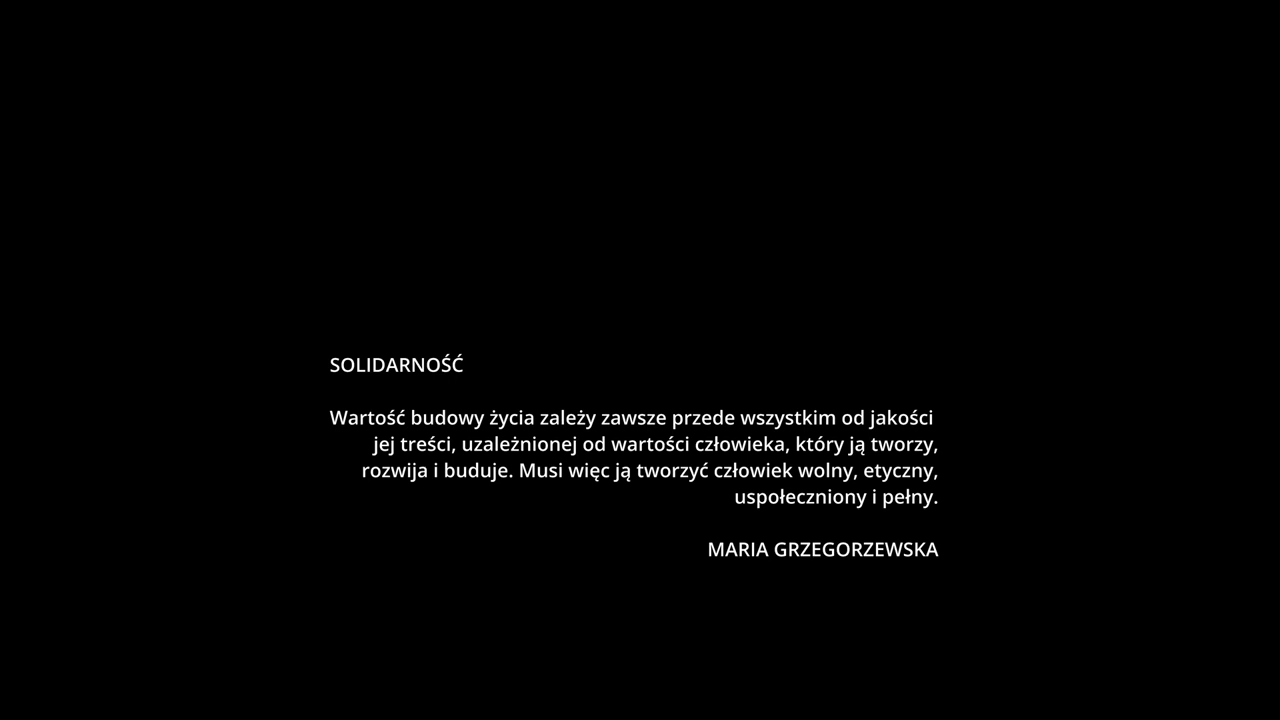 SOLIDARNOŚĆ
Wartość budowy życia zależy zawsze przede wszystkim od jakości
jej treści, uzależnionej od wartości człowieka, który ją tworzy,
rozwija i buduje. Musi więc ją tworzyć człowiek wolny, etyczny,
uspołeczniony i pełny.
MARIA GRZEGORZEWSKA